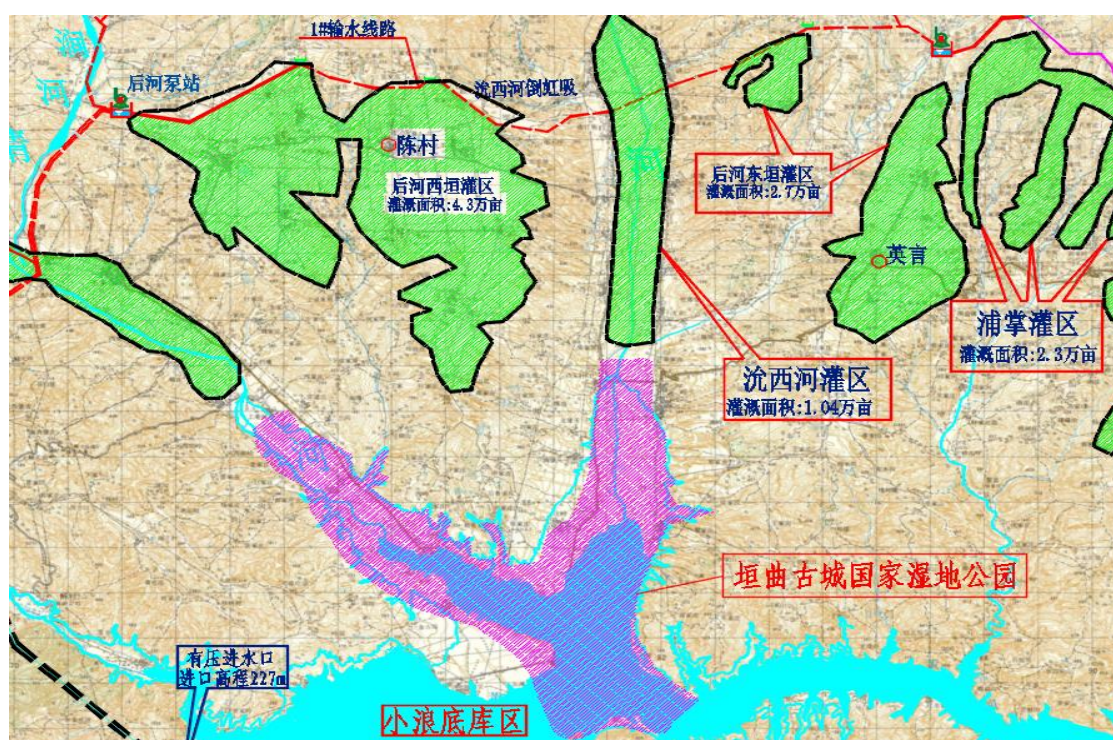 1#输水线路
后河泵站
沇西河倒虹吸
河
陈村
后河西垣灌区
灌溉面积:4.3万亩
后河东垣灌区
灌溉面积:2.7万亩
英言
浦掌灌区
灌溉面积:2.3万亩
沇西河灌区
灌溉面积:1.04万亩
垣曲古城国家湿地公园
有压进水口
进口高程227m
小浪底库区